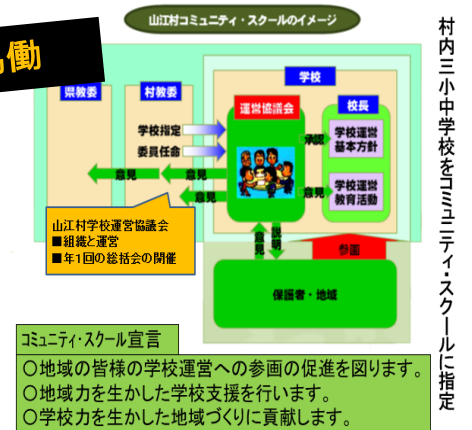 山江村コミュニティ・スクールのイメージ
働
村内三小中学校をコミュニティ・スクールに指定
県教委
村教委
学校
運営協議会
校長
学校指定
委員任命
承認
学校運営
基本方針
意見
意見
意見
意見
学校運営
教育活動
山江村学校運営協議会
■組織と運営
■年1回の総括会の開催
意見
説明
参画
保護者・地域
コミュニティ・スクール宣言
〇地域の皆様の学校運営への参画の促進を図ります。
〇地域力を生かした学校支援を行います。
〇学校力を生かした地域づくりに貢献します。